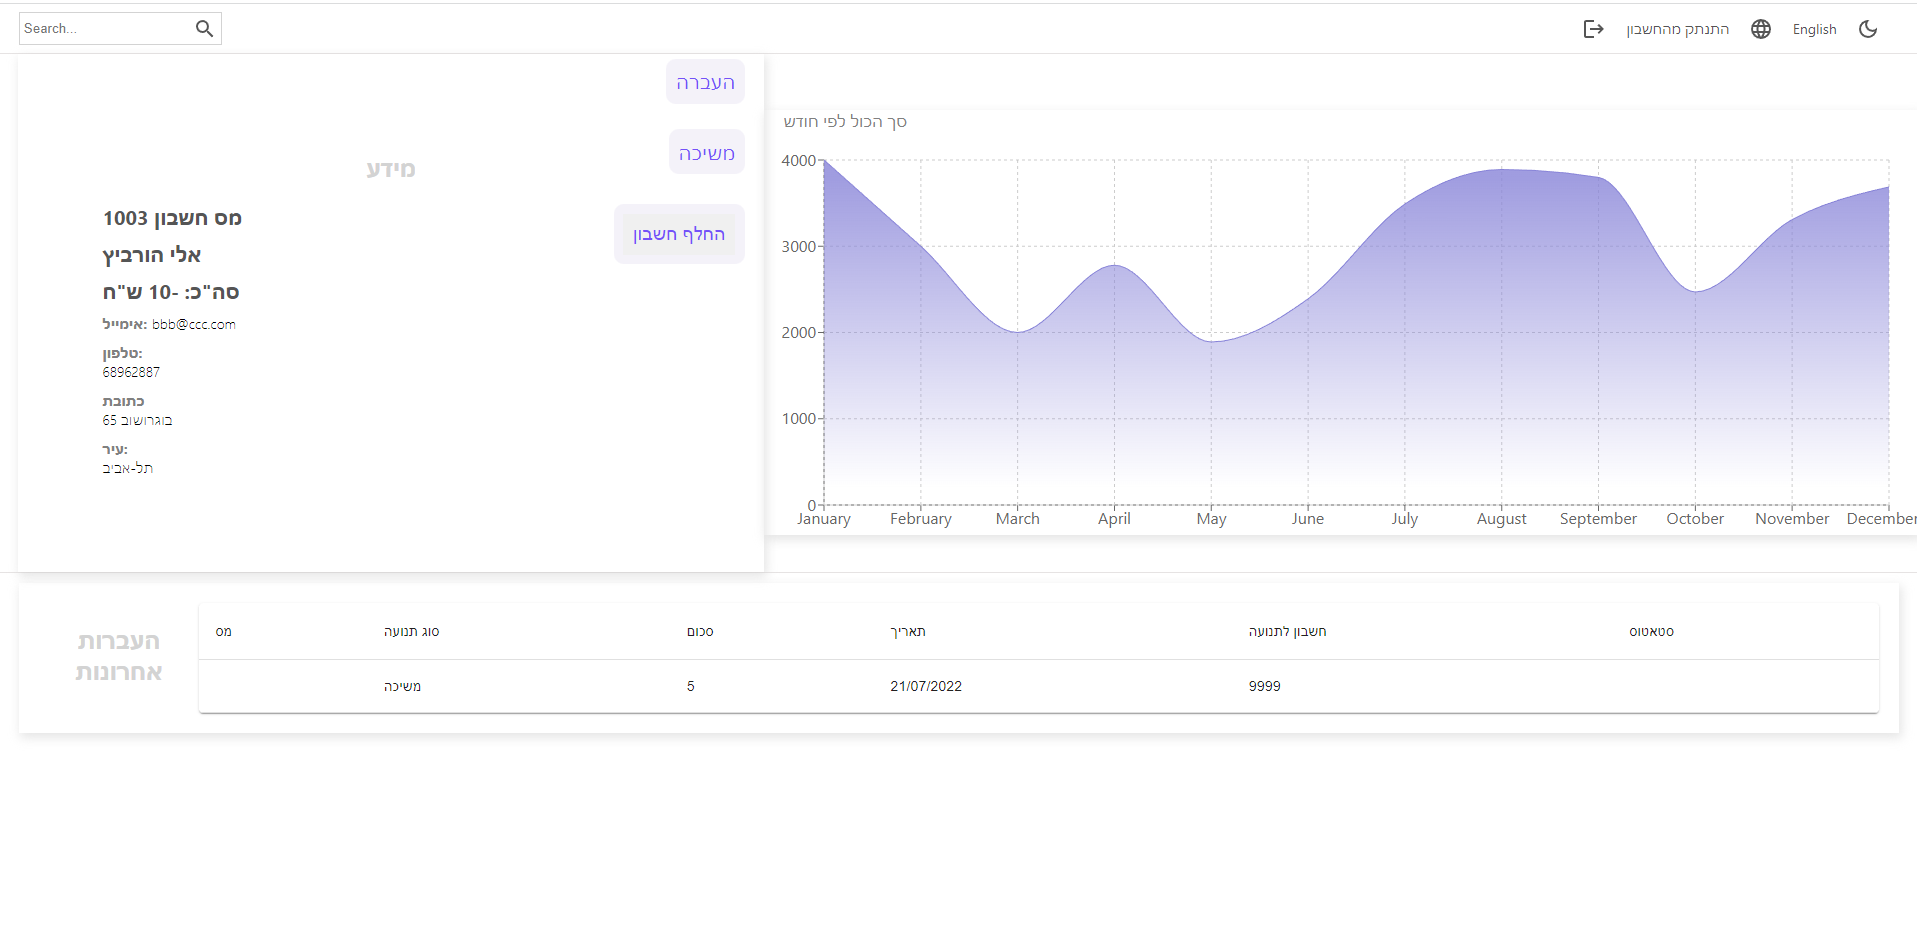 Search...
התנתק מהחשבון
English
העברה
משיכה
החלף חשבון
מידע
מס חשבון 1003
אלי הורביץ
סה"כ: -10 ש"ח
אימייל: bbb@ccc.com
טלפון:
68962887
כתובת
בוגרושוב 65
עיר:
תל-אביב
סך הכול לפי חודש
4000
3000
2000
1000
0
January February March April May June July August September October November December
העברות
אחרונות
מס סוג תנועה סכום תאריך חשבון לתנועה סטאטוס
משיכה 5 21/07/2022 9999